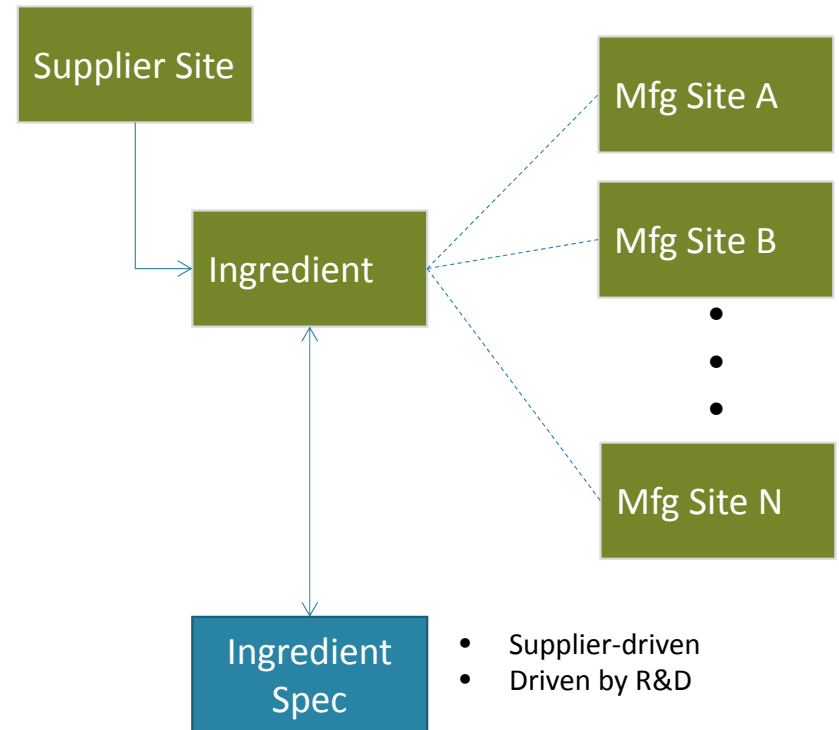 Supplier Site
Mfg Site A
Ingredient
Mfg Site B
•
•
•
Mfg Site N
Ingredient
Spec
• Supplier-driven
• Driven by R&D